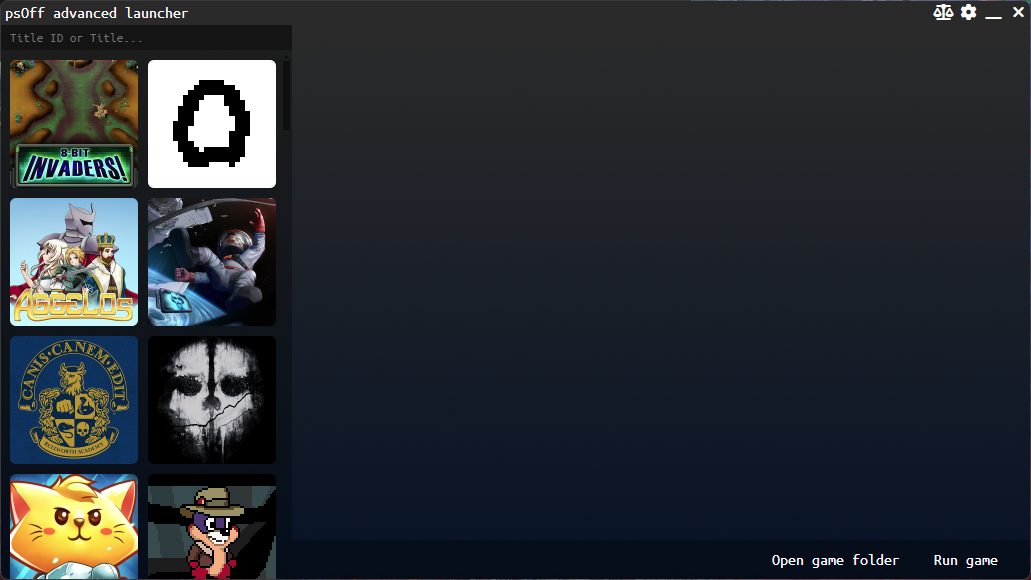 psOff advanced launcher
Title ID or Title...
8-BIT
INVADERS!
AGGELOS
CANIS·CANEM·EDIT
BULLWORTH ACADEMY
Open game folder
Run game